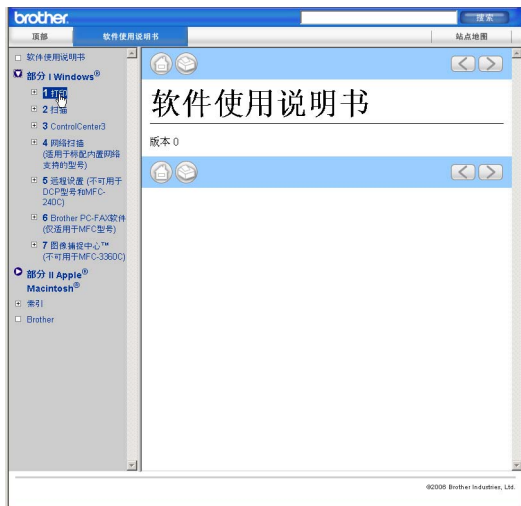 brother
搜索
顶部
软件使用说明书
站点地图
软件使用说明书
部分 I Windows®
1 打印
2 扫描
3 ControlCenter3
4 网络扫描
(适用于标配内置网络
支持的型号)
5 远程设置 (不可用于
DCP型号和MFC-
240C)
6 Brother PC-FAX软件
(仅适用于MFC型号)
7 图像捕捉中心™
(不可用于MFC-3360C)
部分 II Apple®
Macintosh®
索引
Brother
软件使用说明书
版本 0
©2006 Brother Industries, Ltd.